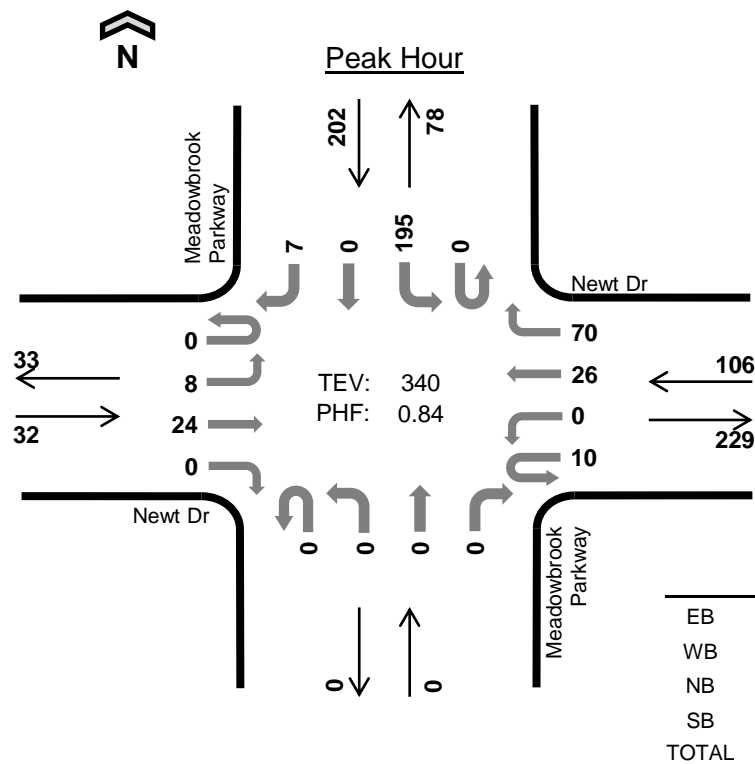 N
Peak Hour
202
78
Meadowbrook
Parkway
7
0
195
0
Newt Dr
0
70
33
8
TEV: 340
26
106
32
24
PHF: 0.84
0
229
0
10
Newt Dr
0
0
0
0
Meadowbrook
Parkway
EB
WB
NB
SB
TOTAL
0
0